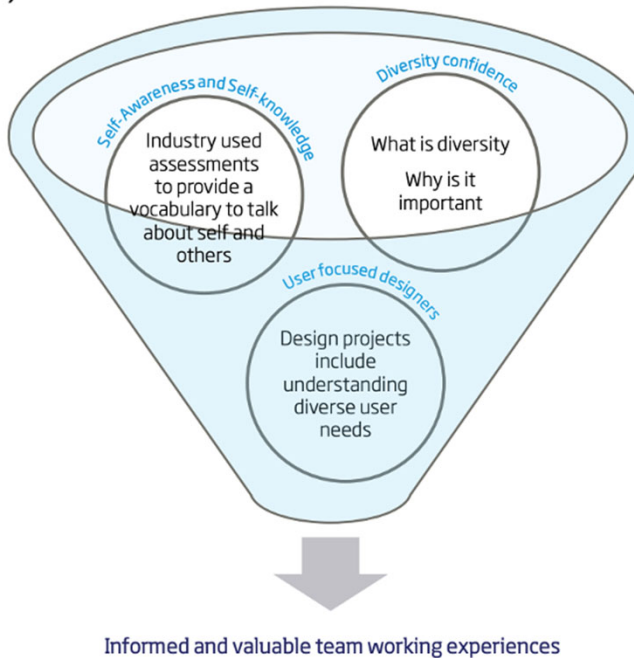 Self-Awareness and Self-knowledge
Industry used
assessments
to provide a
vocabulary to talk
about self and
others
Diversity confidence
What is diversity
Why is it
important
User focused designers
Design projects
include
understanding
diverse user
needs
Informed and valuable team working experiences